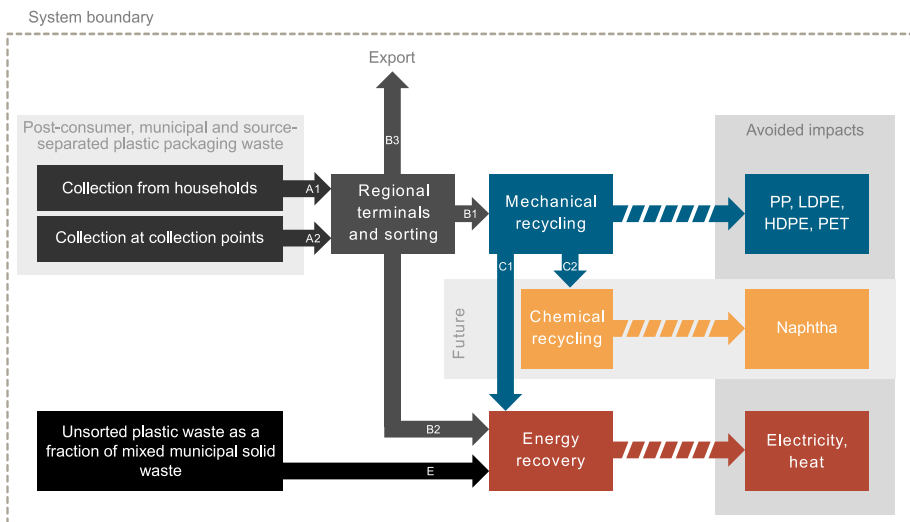 System boundary
Export
Post-consumer, municipal and source-
separated plastic packaging waste
Avoided impacts
B3
Collection from households
A1
Regional
terminals
and sorting
B1
Mechanical
recycling
PP, LDPE,
HDPE, PET
Collection at collection points
A2
C1
C2
Future
Chemical
recycling
Naphtha
Unsorted plastic waste as a
fraction of mixed municipal solid
waste
B2
E
Energy
recovery
Electricity,
heat